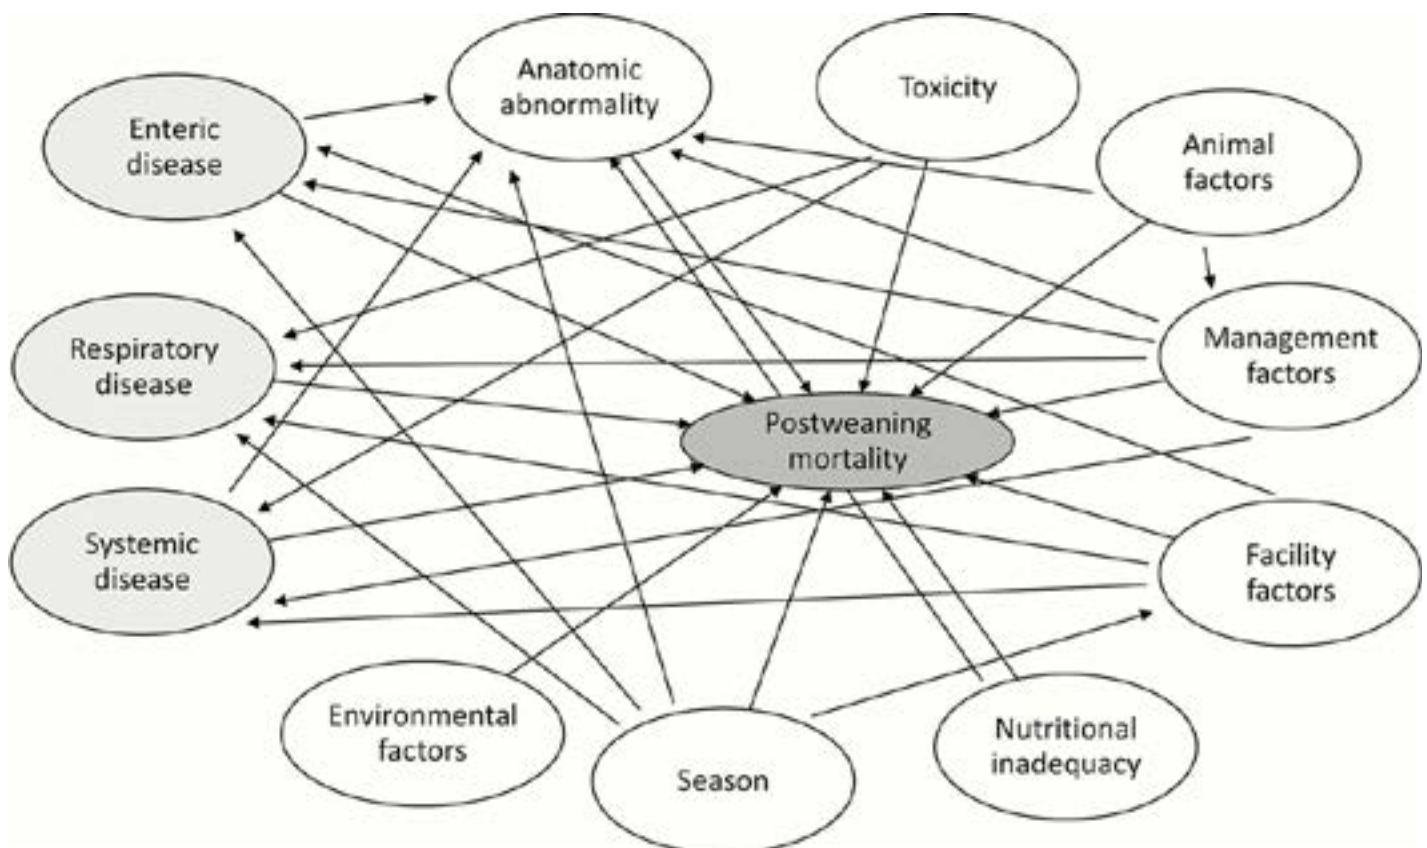 Anatomic
abnormality
Toxicity
Enteric
disease
Animal
factors
Respiratory
disease
Management
factors
Postweaning
mortality
Systemic
disease
Facility
factors
Environmental
factors
Season
Nutritional
inadequacy